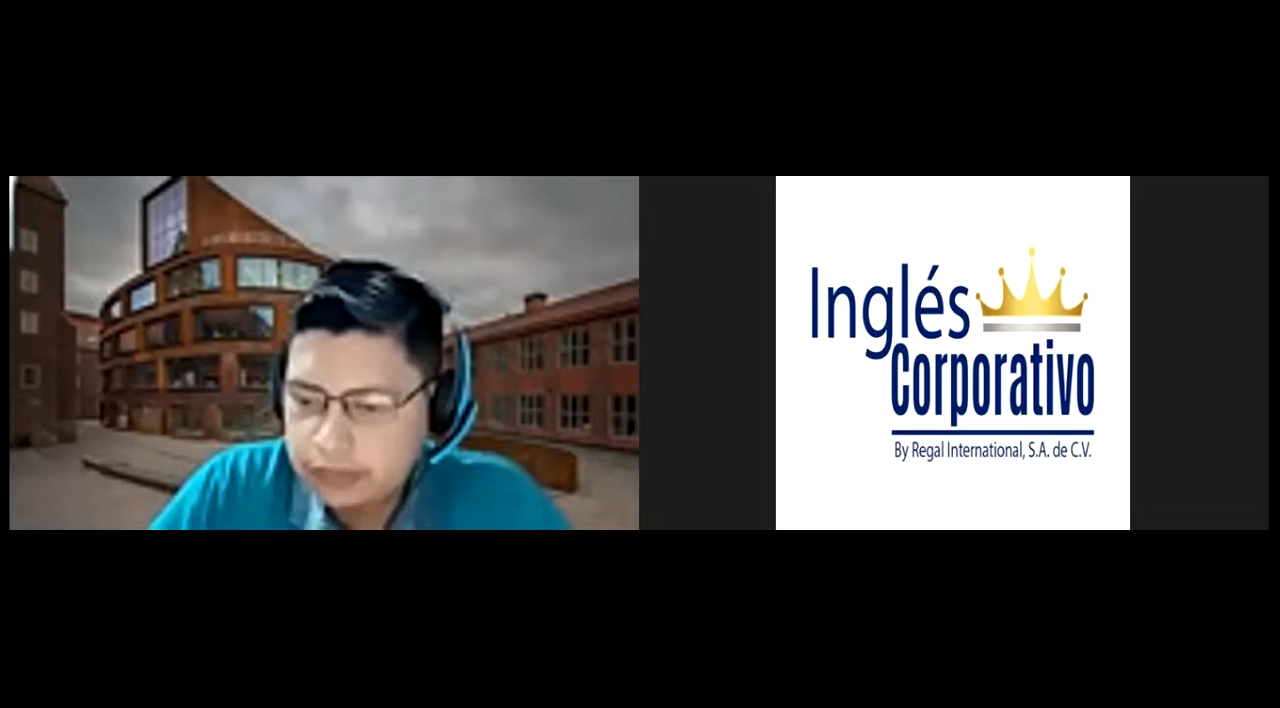 Inglés
Corporativo
By Regal International, S.A. de C.V.